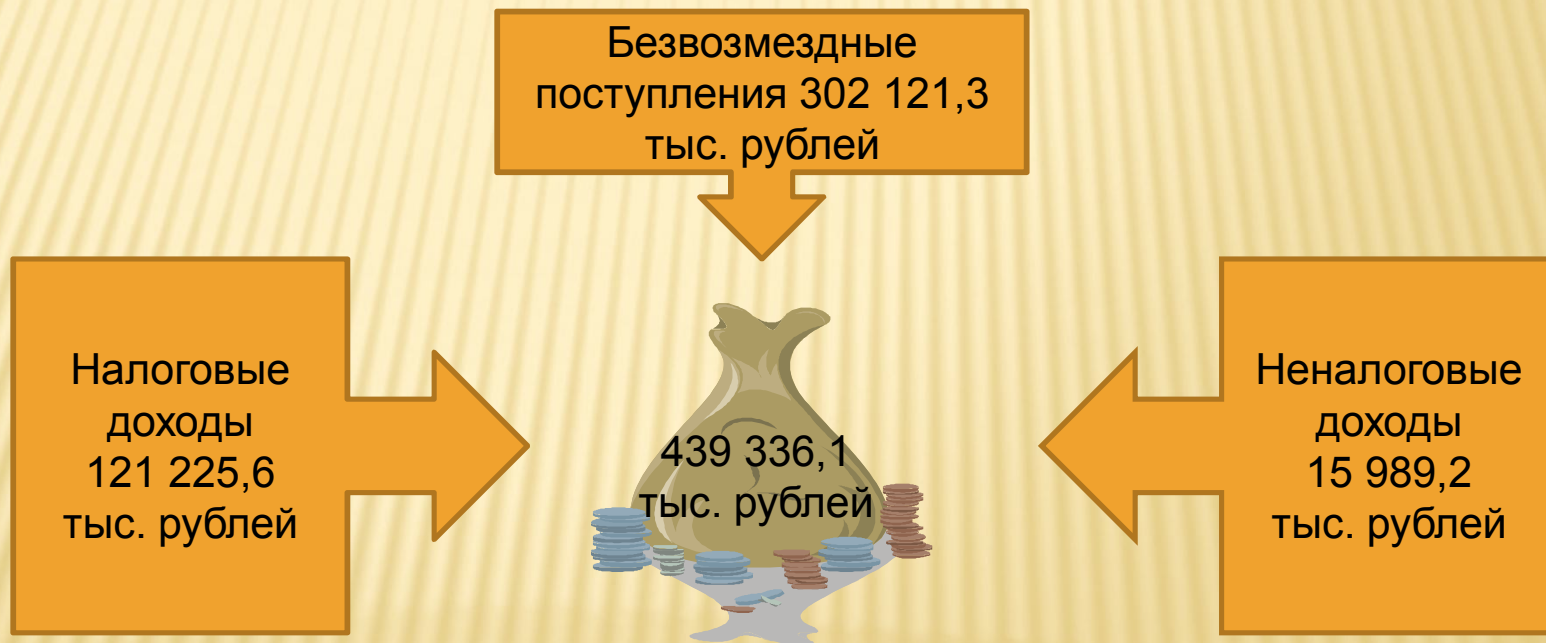 Безвозмездные
поступления 302 121,3
тыс. рублей
Налоговые
доходы
121 225,6
тыс. рублей
439 336,1
тыс. рублей
Неналоговые
доходы
15 989,2
тыс. рублей